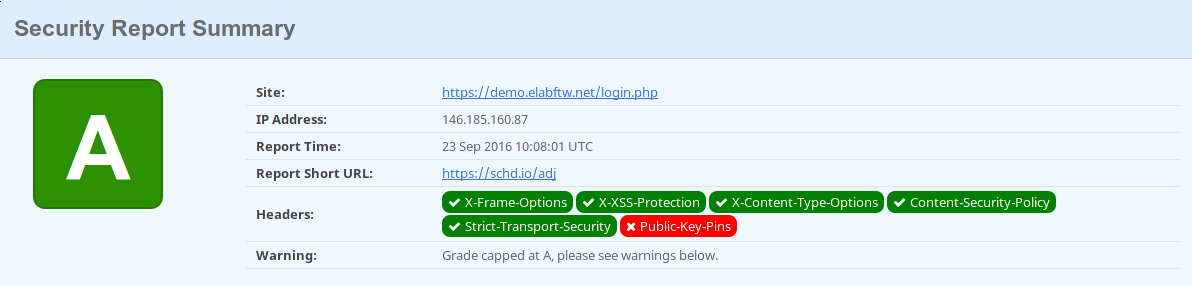 Security Report Summary
A
Site: https://demo.elabftw.net/login.php
IP Address: 146.185.160.87
Report Time: 23 Sep 2016 10:08:01 UTC
Report Short URL: https://schd.io/adj
Headers: X-Frame-Options X-XSS-Protection X-Content-Type-Options Content-Security-Policy
Strict-Transport-Security Public-Key-Pins
Warning: Grade capped at A, please see warnings below.